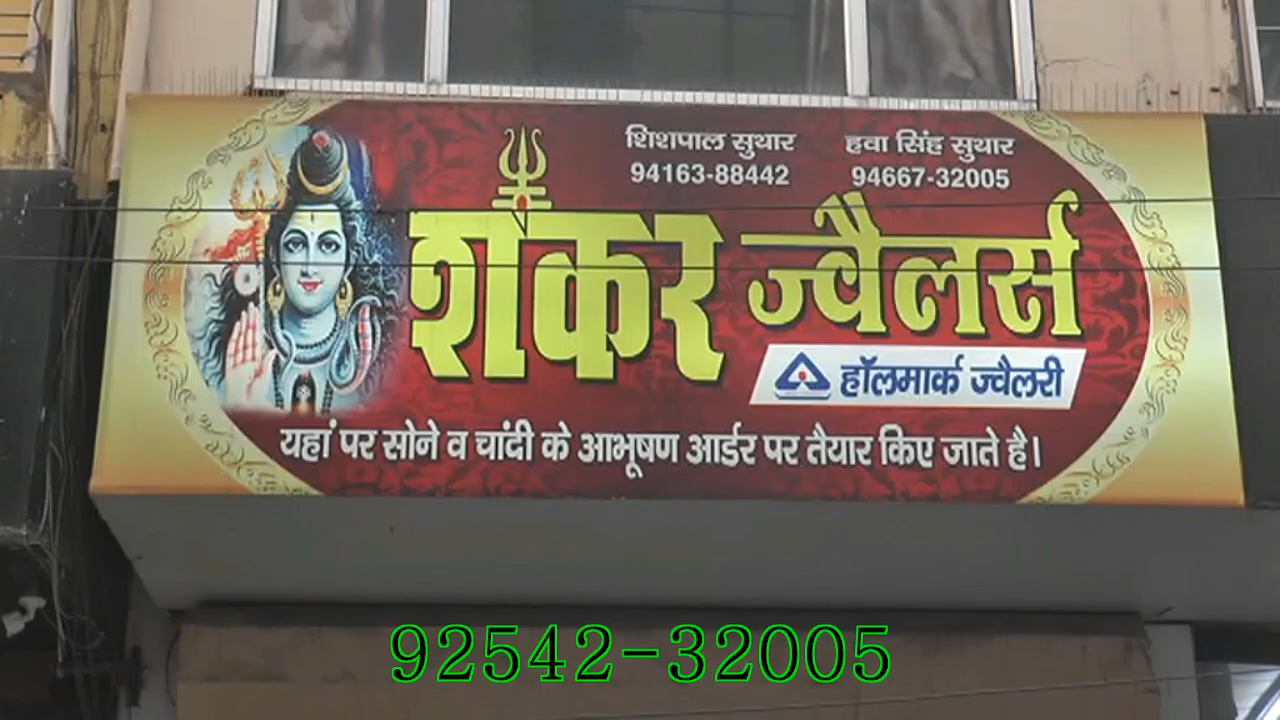 शिशपाल सुथार हवा सिंह सुथार
94163-88442 94667-32005
शंकर ज्वैलर्स
हॉलमार्क ज्वैलरी
यहां पर सोने व चांदी के आभूषण आर्डर पर तैयार किए जाते है।
92542-32005